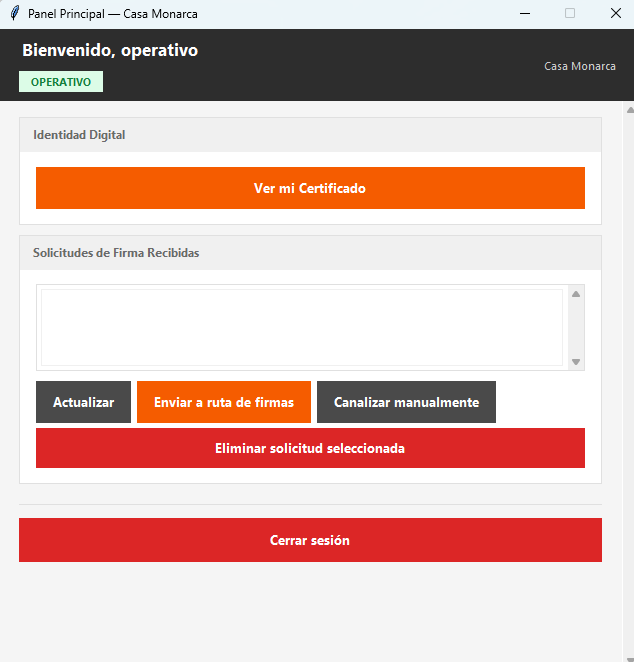 Panel Principal — Casa Monarca
Bienvenido, operativo
OPERATIVO
Casa Monarca
Identidad Digital
Ver mi Certificado
Solicitudes de Firma Recibidas
Actualizar
Enviar a ruta de firmas
Canalizar manualmente
Eliminar solicitud seleccionada
Cerrar sesión